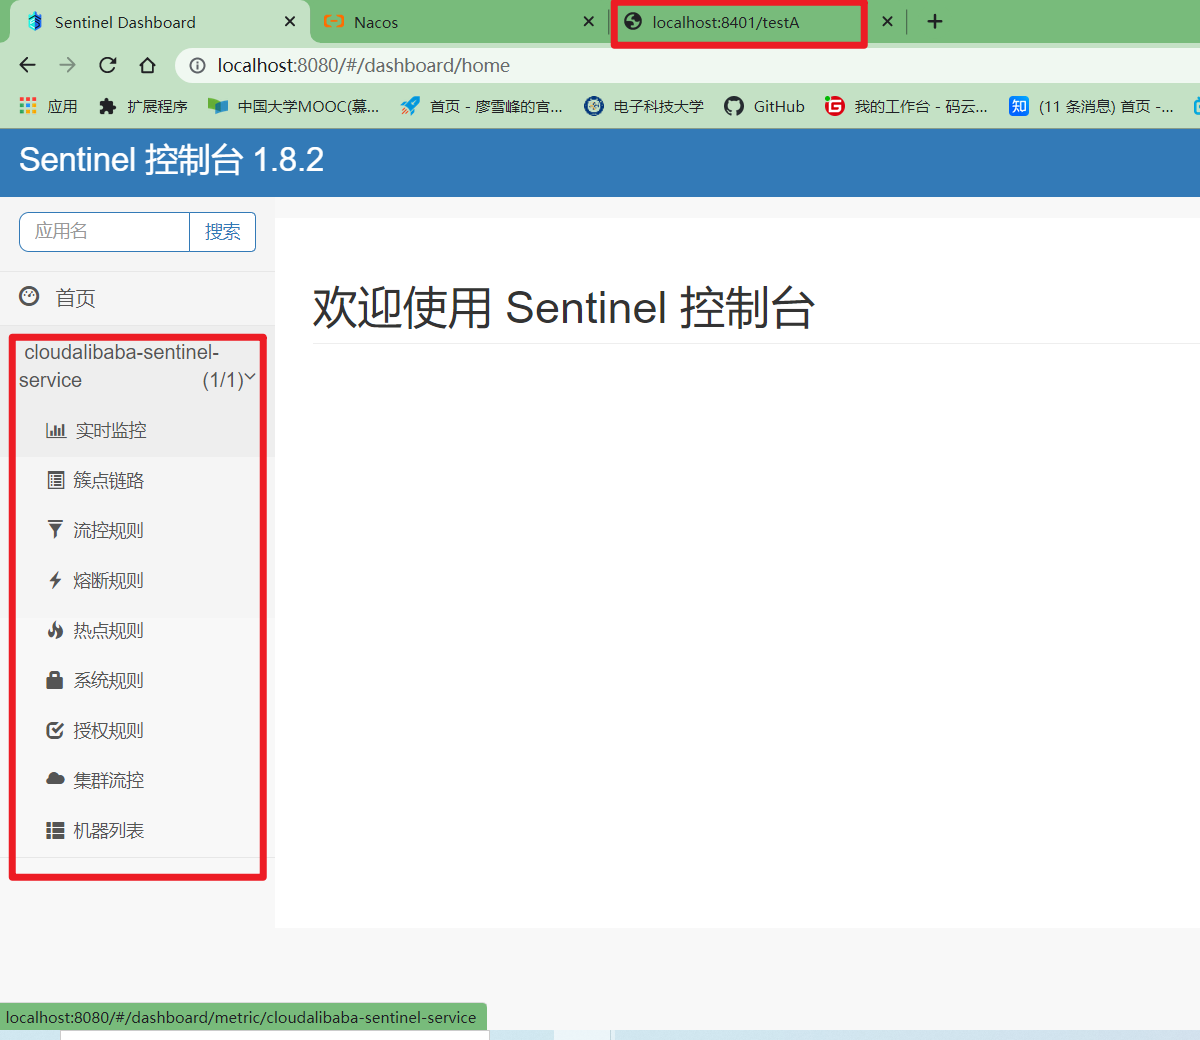 Sentinel Dashboard
Nacos
localhost:8401/testA
localhost:8080/#/dashboard/home
应用
扩展程序
中国大学MOOC(慕...
首页 - 廖雪峰的官...
电子科技大学
GitHub
我的工作台 - 码云...
知
(11 条消息) 首页 -...
Sentinel 控制台 1.8.2
应用名
搜索
首页
欢迎使用 Sentinel 控制台
cloudalibaba-sentinel-
service (1/1)
实时监控
簇点链路
流控规则
熔断规则
热点规则
系统规则
授权规则
集群流控
机器列表
localhost:8080/#/dashboard/metric/cloudalibaba-sentinel-service